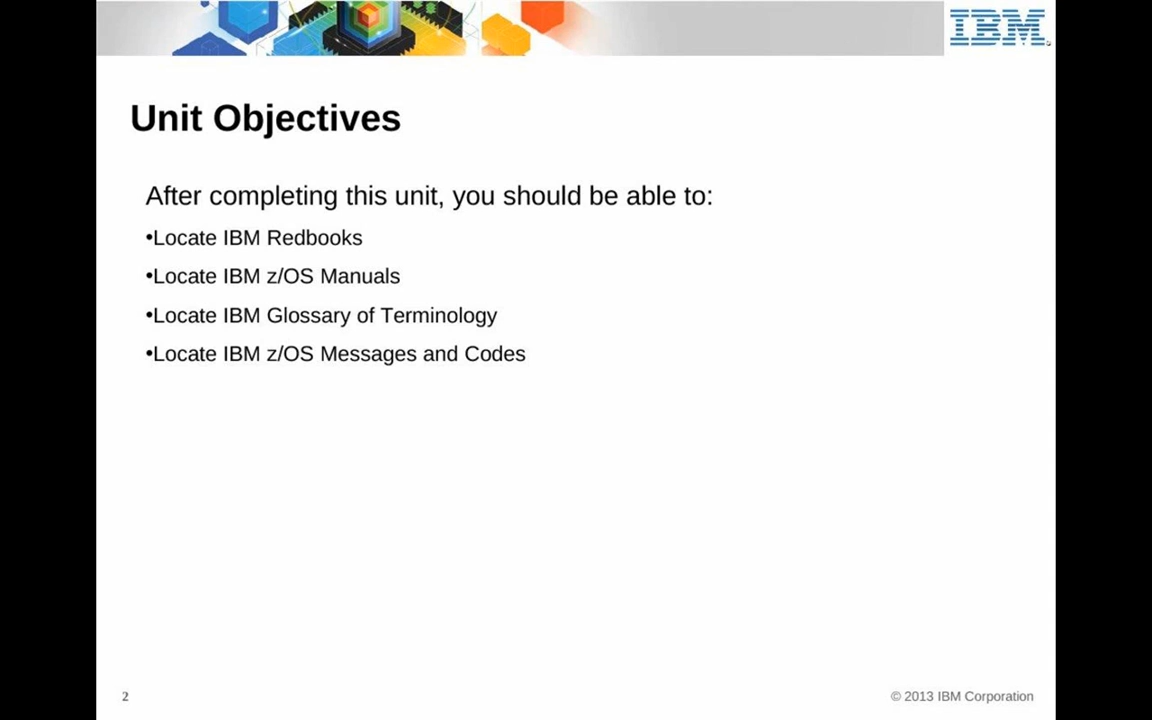 IBM
Unit Objectives
After completing this unit, you should be able to:
•Locate IBM Redbooks
•Locate IBM z/OS Manuals
•Locate IBM Glossary of Terminology
•Locate IBM z/OS Messages and Codes
2
© 2013 IBM Corporation